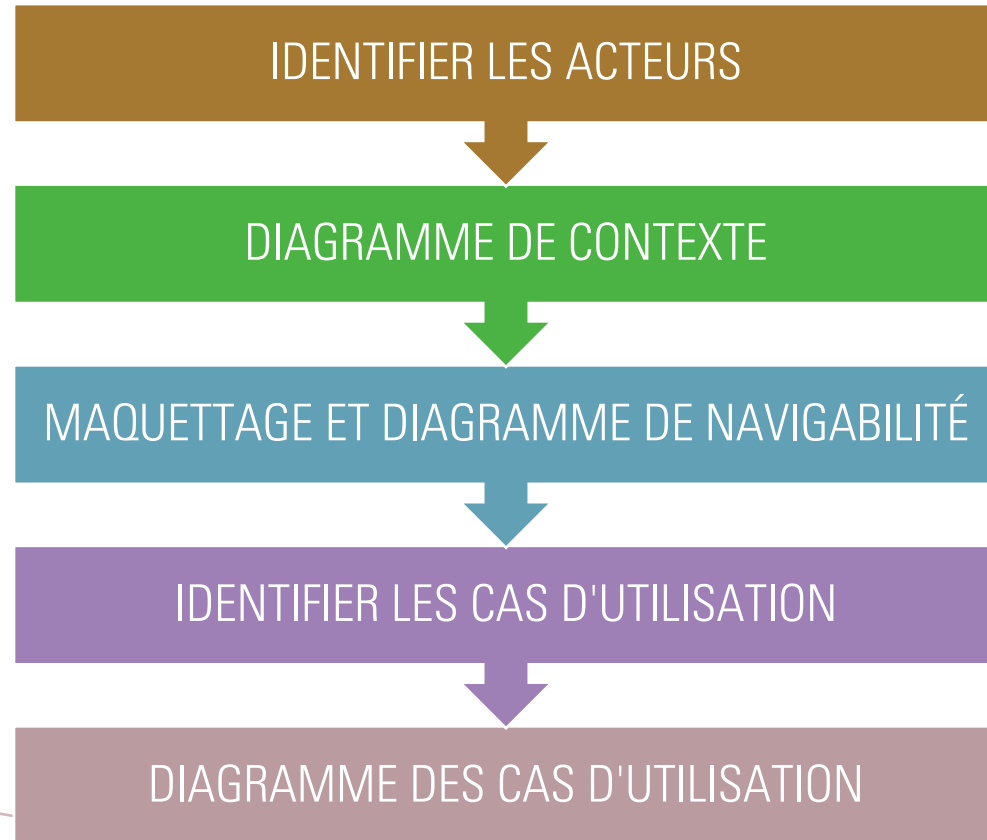 IDENTIFIER LES ACTEURS
DIAGRAMME DE CONTEXTE
MAQUETTAGE ET DIAGRAMME DE NAVIGABILITÉ
IDENTIFIER LES CAS D'UTILISATION
DIAGRAMME DES CAS D'UTILISATION